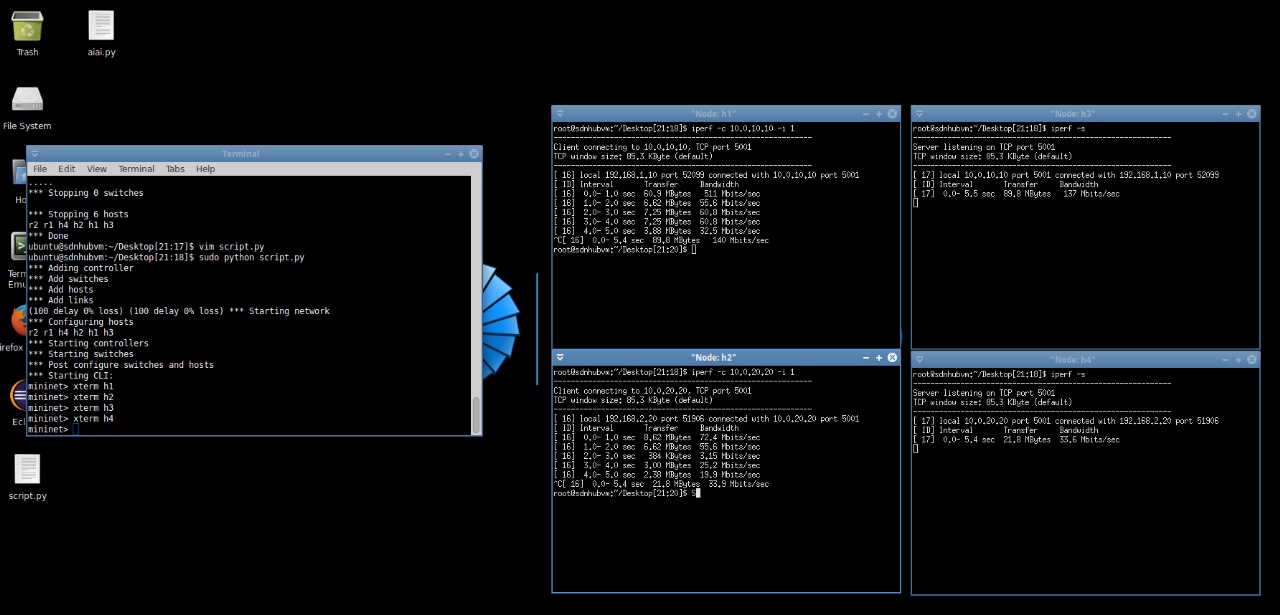 Trash
aiai.py
File System
Terminal
File Edit View Terminal Tabs Help
.....
*** Stopping 0 switches
*** Stopping 6 hosts
r2 r1 h4 h2 h1 h3
*** Done
ubuntu@sdnhubvm:~/Desktop[21:17]$ vim script.py
ubuntu@sdnhubvm:~/Desktop[21:18]$ sudo python script.py
*** Adding controller
*** Add switches
*** Add hosts
*** Add links
(100 delay 0% loss) (100 delay 0% loss) *** Starting network
*** Configuring hosts
r2 r1 h4 h2 h1 h3
*** Starting controllers
*** Starting switches
*** Post configure switches and hosts
*** Starting CLI:
mininet> xterm h1
mininet> xterm h2
mininet> xterm h3
mininet> xterm h4
mininet>
Ho
Term
Emu
irefox
Ecl
script.py
"Node: h1"
root@sdnhubvm:~/Desktop[21:18]$ iperf -c 10.0.10.10 -i 1
------------------------------------------------------------
Client connecting to 10.0.10.10, TCP port 5001
TCP window size: 85.3 KByte (default)
------------------------------------------------------------
[ 16] local 192.168.1.10 port 52099 connected with 10.0.10.10 port 5001
[ ID] Interval Transfer Bandwidth
[ 16] 0.0- 1.0 sec 60.9 MBytes 511 Mbits/sec
[ 16] 1.0- 2.0 sec 6.62 MBytes 55.6 Mbits/sec
[ 16] 2.0- 3.0 sec 7.25 MBytes 60.8 Mbits/sec
[ 16] 3.0- 4.0 sec 7.25 MBytes 60.8 Mbits/sec
[ 16] 4.0- 5.0 sec 3.88 MBytes 32.5 Mbits/sec
^C[ 16] 0.0- 5.4 sec 89.8 MBytes 140 Mbits/sec
root@sdnhubvm:~/Desktop[21:20]$
"Node: h3"
root@sdnhubvm:~/Desktop[21:18]$ iperf -s
------------------------------------------------------------
Server listening on TCP port 5001
TCP window size: 85.3 KByte (default)
------------------------------------------------------------
[ 17] local 10.0.10.10 port 5001 connected with 192.168.1.10 port 52099
[ ID] Interval Transfer Bandwidth
[ 17] 0.0- 5.5 sec 89.8 MBytes 137 Mbits/sec
"Node: h2"
root@sdnhubvm:~/Desktop[21:18]$ iperf -c 10.0.20.20 -i 1
------------------------------------------------------------
Client connecting to 10.0.20.20, TCP port 5001
TCP window size: 85.3 KByte (default)
------------------------------------------------------------
[ 16] local 192.168.2.20 port 51906 connected with 10.0.20.20 port 5001
[ ID] Interval Transfer Bandwidth
[ 16] 0.0- 1.0 sec 8.62 MBytes 72.4 Mbits/sec
[ 16] 1.0- 2.0 sec 6.62 MBytes 55.6 Mbits/sec
[ 16] 2.0- 3.0 sec 384 KBytes 3.15 Mbits/sec
[ 16] 3.0- 4.0 sec 3.00 MBytes 25.2 Mbits/sec
[ 16] 4.0- 5.0 sec 2.38 MBytes 19.9 Mbits/sec
^C[ 16] 0.0- 5.4 sec 21.8 MBytes 33.9 Mbits/sec
root@sdnhubvm:~/Desktop[21:20]$ S
"Node: h4"
root@sdnhubvm:~/Desktop[21:18]$ iperf -s
------------------------------------------------------------
Server listening on TCP port 5001
TCP window size: 85.3 KByte (default)
------------------------------------------------------------
[ 17] local 10.0.20.20 port 5001 connected with 192.168.2.20 port 51906
[ ID] Interval Transfer Bandwidth
[ 17] 0.0- 5.4 sec 21.8 MBytes 33.6 Mbits/sec